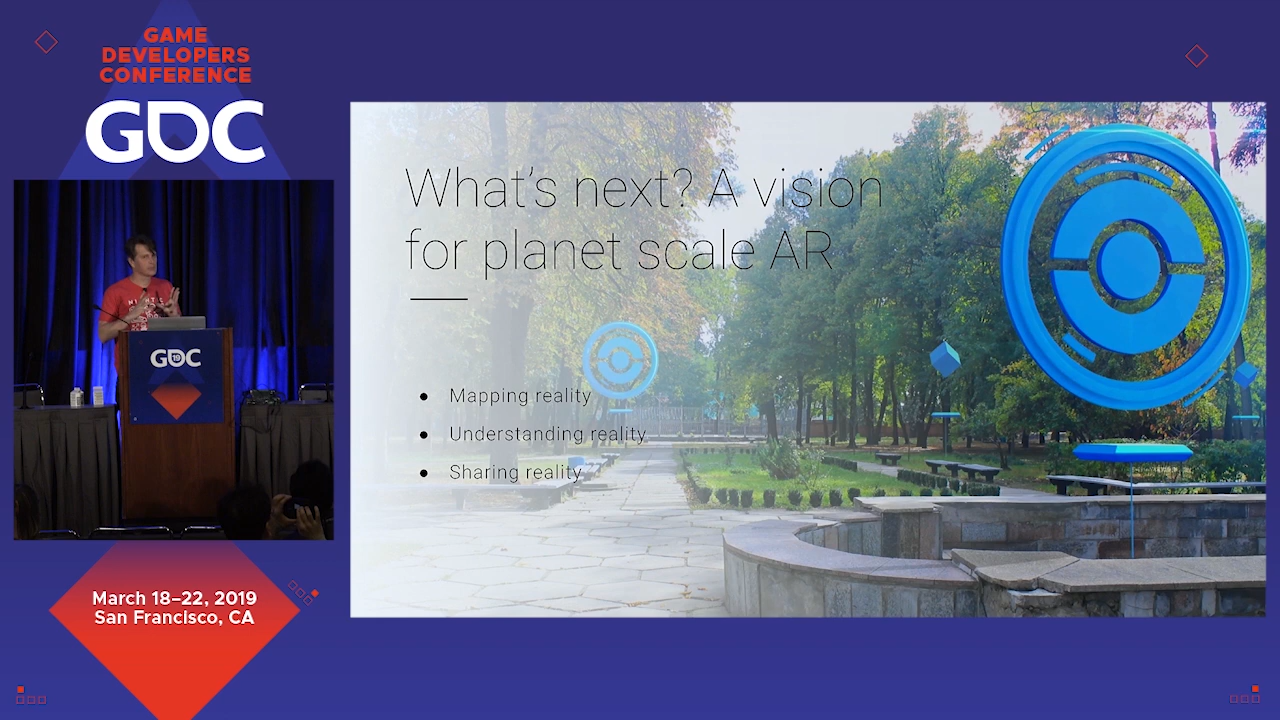 GAME
DEVELOPERS
CONFERENCE
GDC
GDC
19
March 18–22, 2019
San Francisco, CA
What's next? A vision
for planet scale AR
● Mapping reality
● Understanding reality
● Sharing reality